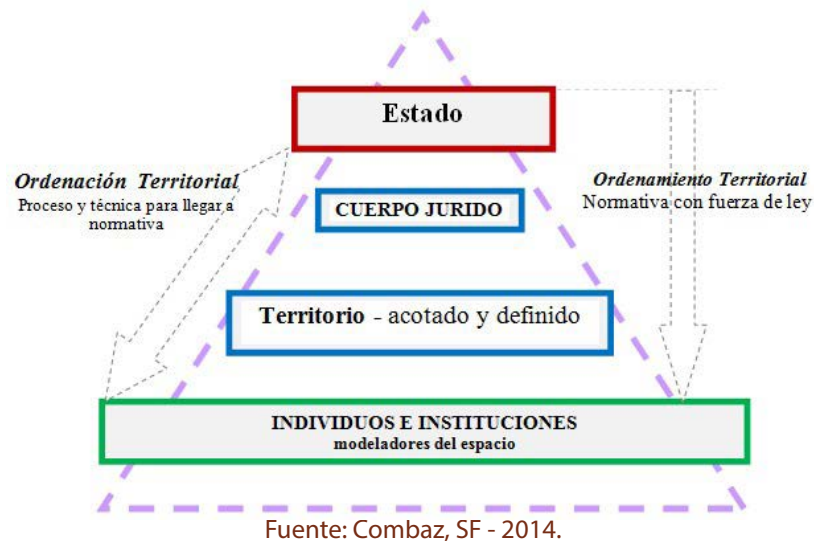 Estado
Ordenación Territorial
Proceso y técnica para llegar a
normativa
Ordenamiento Territorial
Normativa con fuerza de ley
CUERPO JURIDO
Territorio - acotado y definido
INDIVIDUOS E INSTITUCIONES
modeladores del espacio
Fuente: Combaz, SF - 2014.